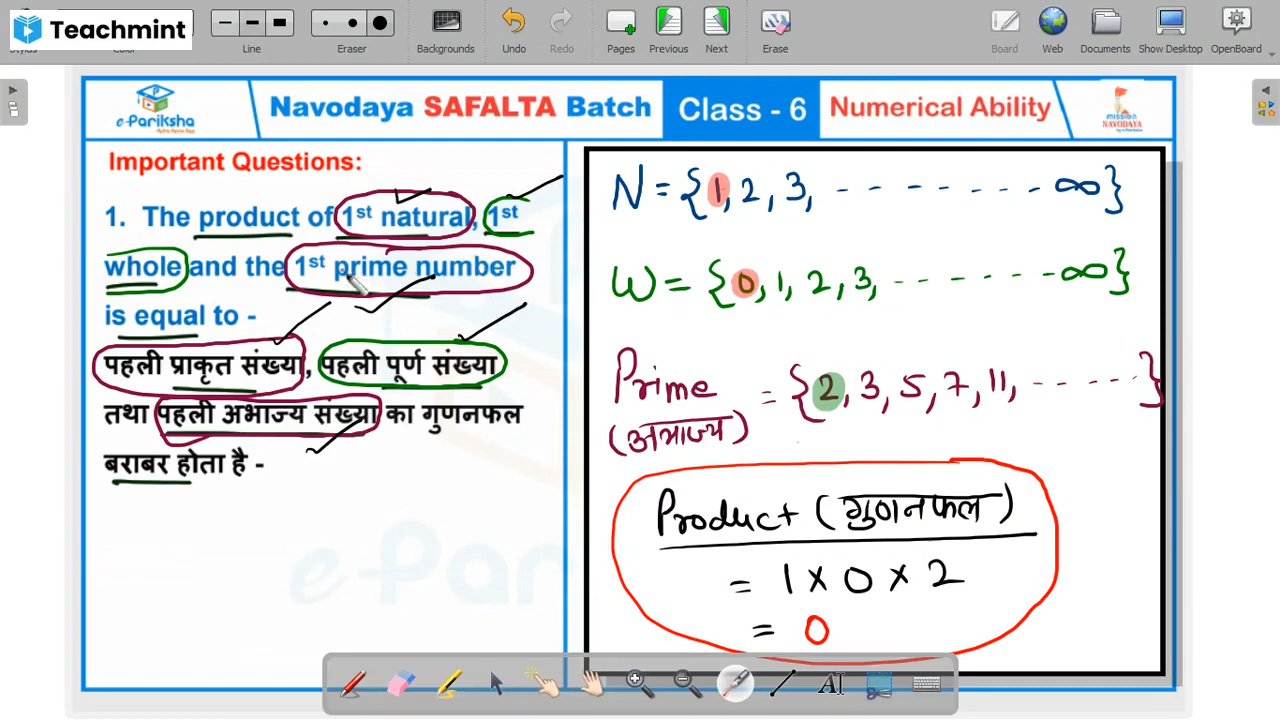 Teachmint
Line
Eraser
Backgrounds
Undo
Redo
Pages
Previous
Next
Erase
Board
Web
Documents
Show Desktop
OpenBoard
e-Pariksha
Navodaya SAFALTA Batch
Class - 6
Numerical Ability
mission
NAVODAYA
Important Questions:
1. The product of 1st natural, 1st
whole and the 1st prime number
is equal to -
पहली प्राकृत संख्या, पहली पूर्ण संख्या
तथा पहली अभाज्य संख्या का गुणनफल
बराबर होता है -
e-Par
N = {1, 2, 3, - - - - - - - - ∞}
W = {0, 1, 2, 3, - - - - - - - ∞}
Prime = {2, 3, 5, 7, 11, - - - - - }
(अभाज्य)
Product (गुणनफल)
= 1 × 0 × 2
= 0